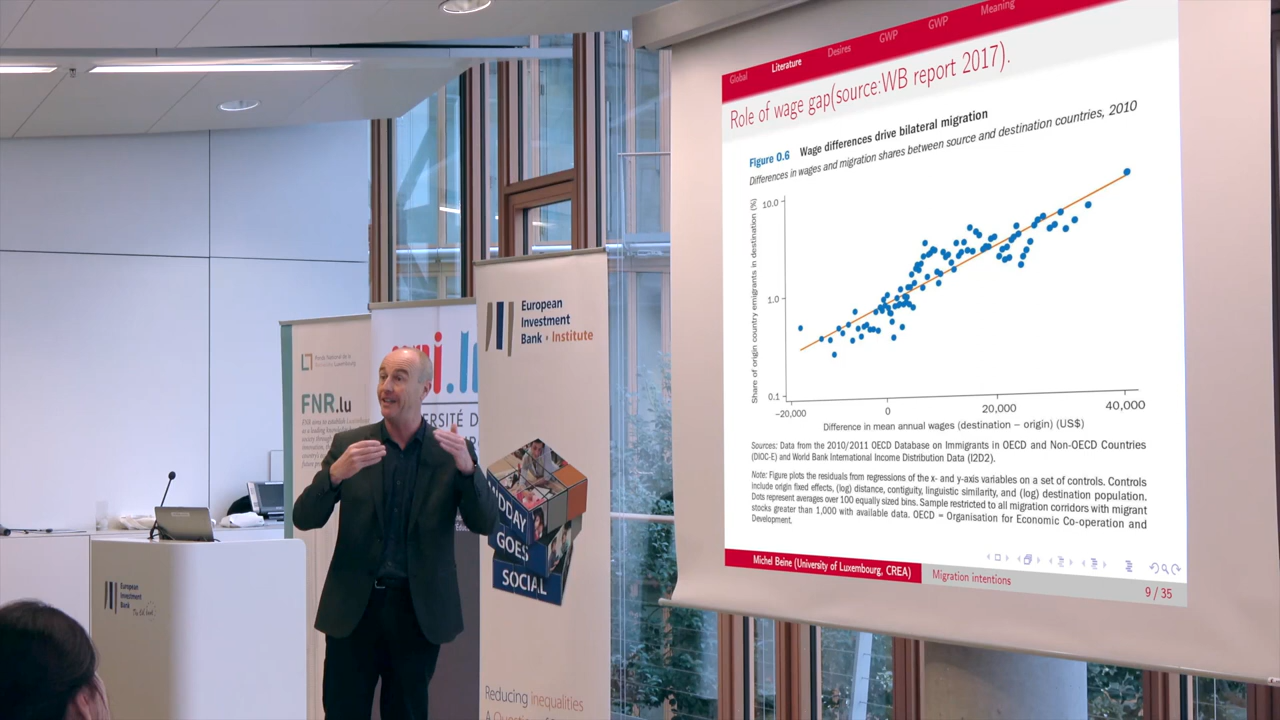 Global Literature Desires GWP GWP Meaning
Role of wage gap(source:WB report 2017).
Figure O.6 Wage differences drive bilateral migration
Differences in wages and migration shares between source and destination countries, 2010
Share of origin country emigrants in destination (%)
10.0
1.0
0.1
−20,000 0 20,000 40,000
Difference in mean annual wages (destination − origin) (US$)
Sources: Data from the 2010/2011 OECD Database on Immigrants in OECD and Non-OECD Countries
(DIOC-E) and World Bank International Income Distribution Data (I2D2).
Note: Figure plots the residuals from regressions of the x- and y-axis variables on a set of controls. Controls
include origin fixed effects, (log) distance, contiguity, linguistic similarity, and (log) destination population.
Dots represent averages over 100 equally sized bins. Sample restricted to all migration corridors with migrant
stocks greater than 1,000 with available data. OECD = Organisation for Economic Co-operation and
Development.
Michel Beine (University of Luxembourg, CREA) Migration intentions
9 / 35
European
Investment
Bank • Institute
MIDDAY
GOES
SOCIAL
Reducing inequalities
uni.lu
ERSITÉ DU
FNR.lu
European
Investment
Bank